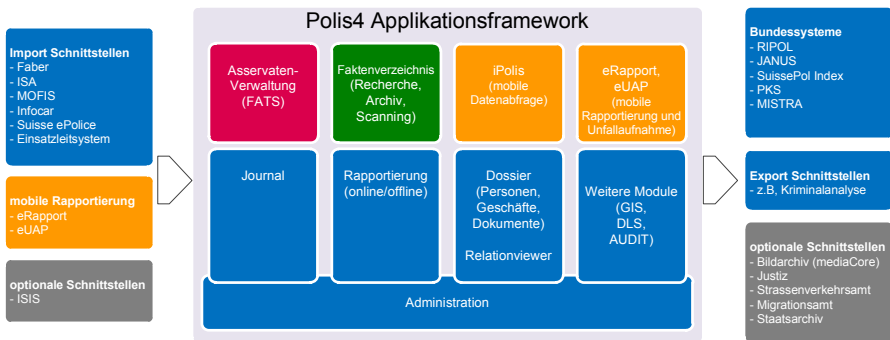 Polis4 Applikationsframework
Import Schnittstellen
- Faber
- ISA
- MOFIS
- Infocar
- Suisse ePolice
- Einsatzleitsystem
mobile Rapportierung
- eRapport
- eUAP
optionale Schnittstellen
- ISIS
Asservaten-
Verwaltung
(FATS)
Faktenverzeichnis
(Recherche,
Archiv,
Scanning)
iPolis
(mobile
Datenabfrage)
eRapport,
eUAP
(mobile
Rapportierung und
Unfallaufnahme)
Journal
Rapportierung
(online/offline)
Dossier
(Personen,
Geschäfte,
Dokumente)
Relationviewer
Weitere Module
(GIS,
DLS,
AUDIT)
Administration
Bundessysteme
- RIPOL
- JANUS
- SuissePol Index
- PKS
- MISTRA
Export Schnittstellen
- z.B, Kriminalanalyse
optionale Schnittstellen
- Bildarchiv (mediaCore)
- Justiz
- Strassenverkehrsamt
- Migrationsamt
- Staatsarchiv